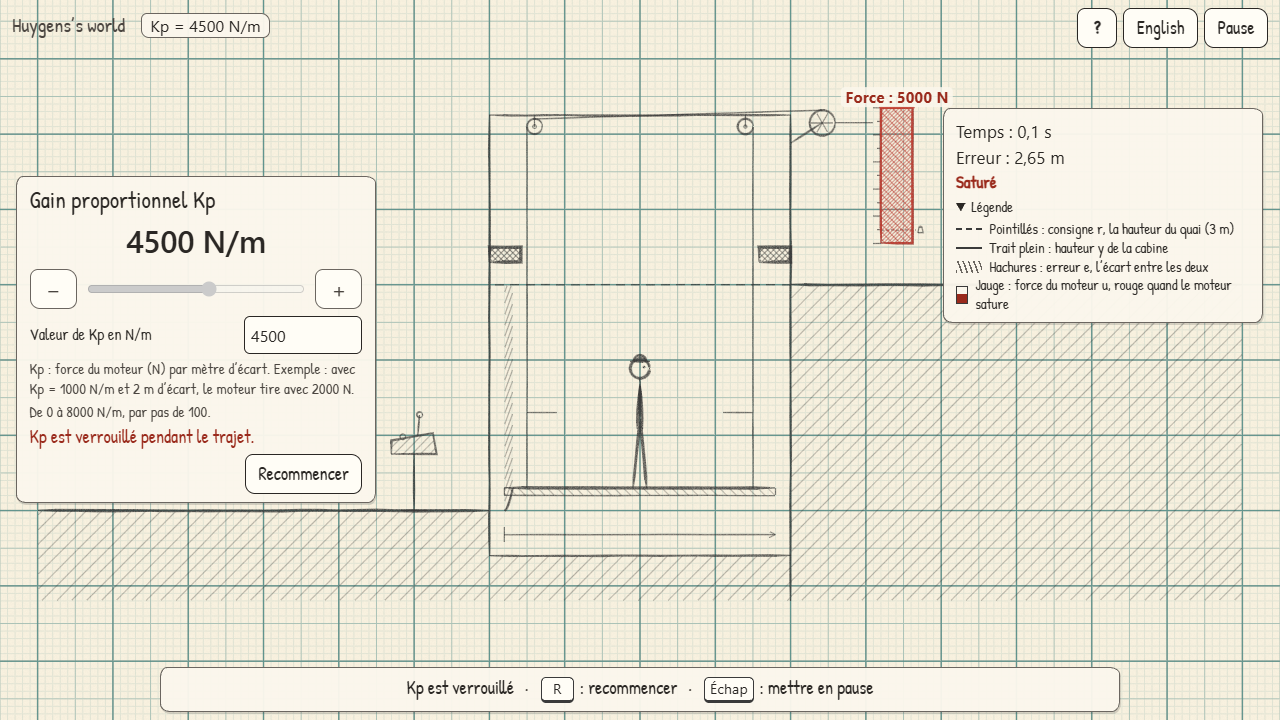 Huygens's world
Kp = 4500 N/m
?
English
Pause
Force : 5000 N
Temps : 0,1 s
Erreur : 2,65 m
Saturé
▼ Légende
Pointillés : consigne r, la hauteur du quai (3 m)
Trait plein : hauteur y de la cabine
Hachures : erreur e, l'écart entre les deux
Jauge : force du moteur u, rouge quand le moteur
sature
Gain proportionnel Kp
4500 N/m
−
+
Valeur de Kp en N/m
4500
Kp : force du moteur (N) par mètre d'écart. Exemple : avec
Kp = 1000 N/m et 2 m d'écart, le moteur tire avec 2000 N.
De 0 à 8000 N/m, par pas de 100.
Kp est verrouillé pendant le trajet.
Recommencer
Kp est verrouillé · R : recommencer · Échap : mettre en pause